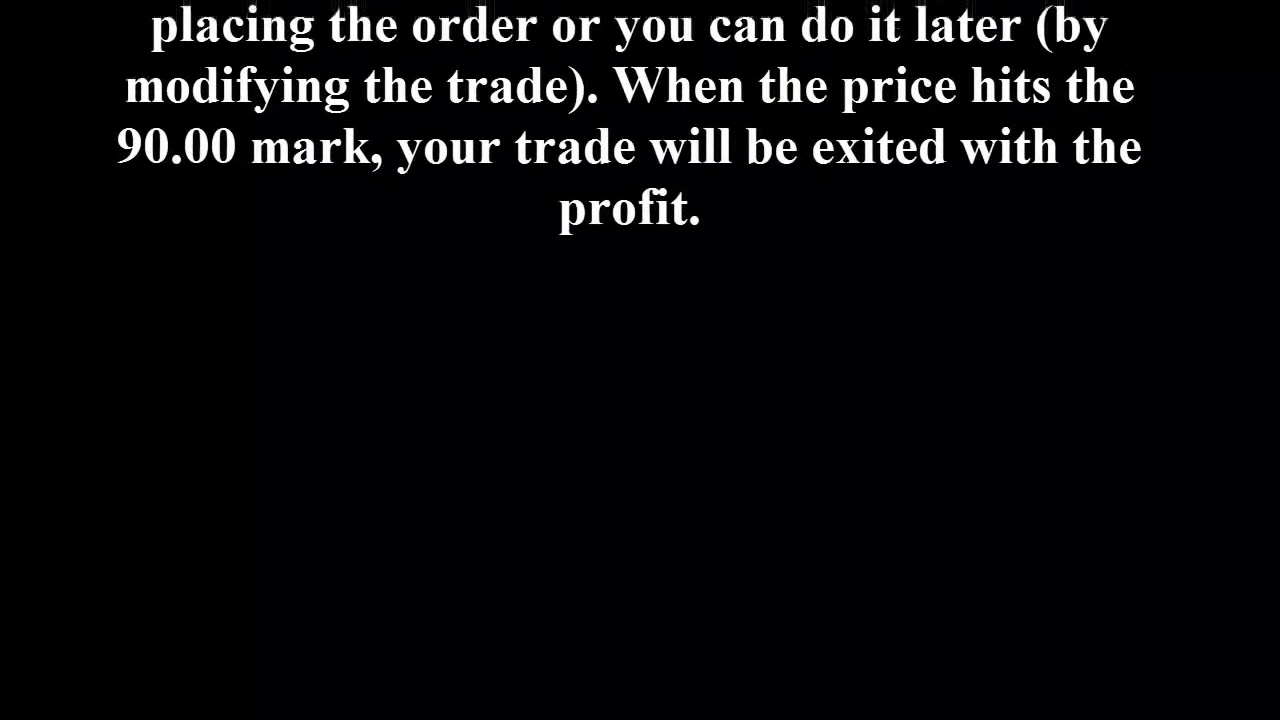 placing the order or you can do it later (by
modifying the trade). When the price hits the
90.00 mark, your trade will be exited with the
profit.